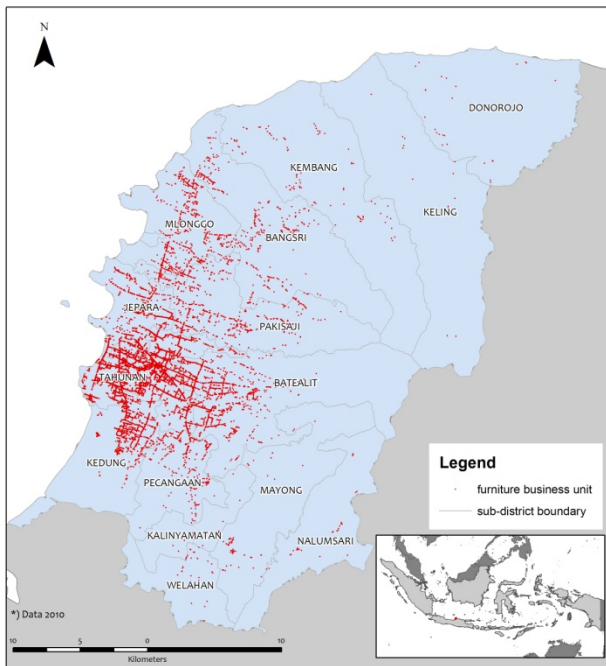 N
DONOROJO
KEMBANG
KELING
MLONGGO
BANGSRI
JEPARA
PAKISAJI
TAHUNAN
BATEALIT
KEDUNG
PECANGAAN
MAYONG
KALINYAMATAN
NALUMSARI
WELAHAN
Legend
furniture business unit
sub-district boundary
*) Data 2010
10 5 0 10
Kilometers